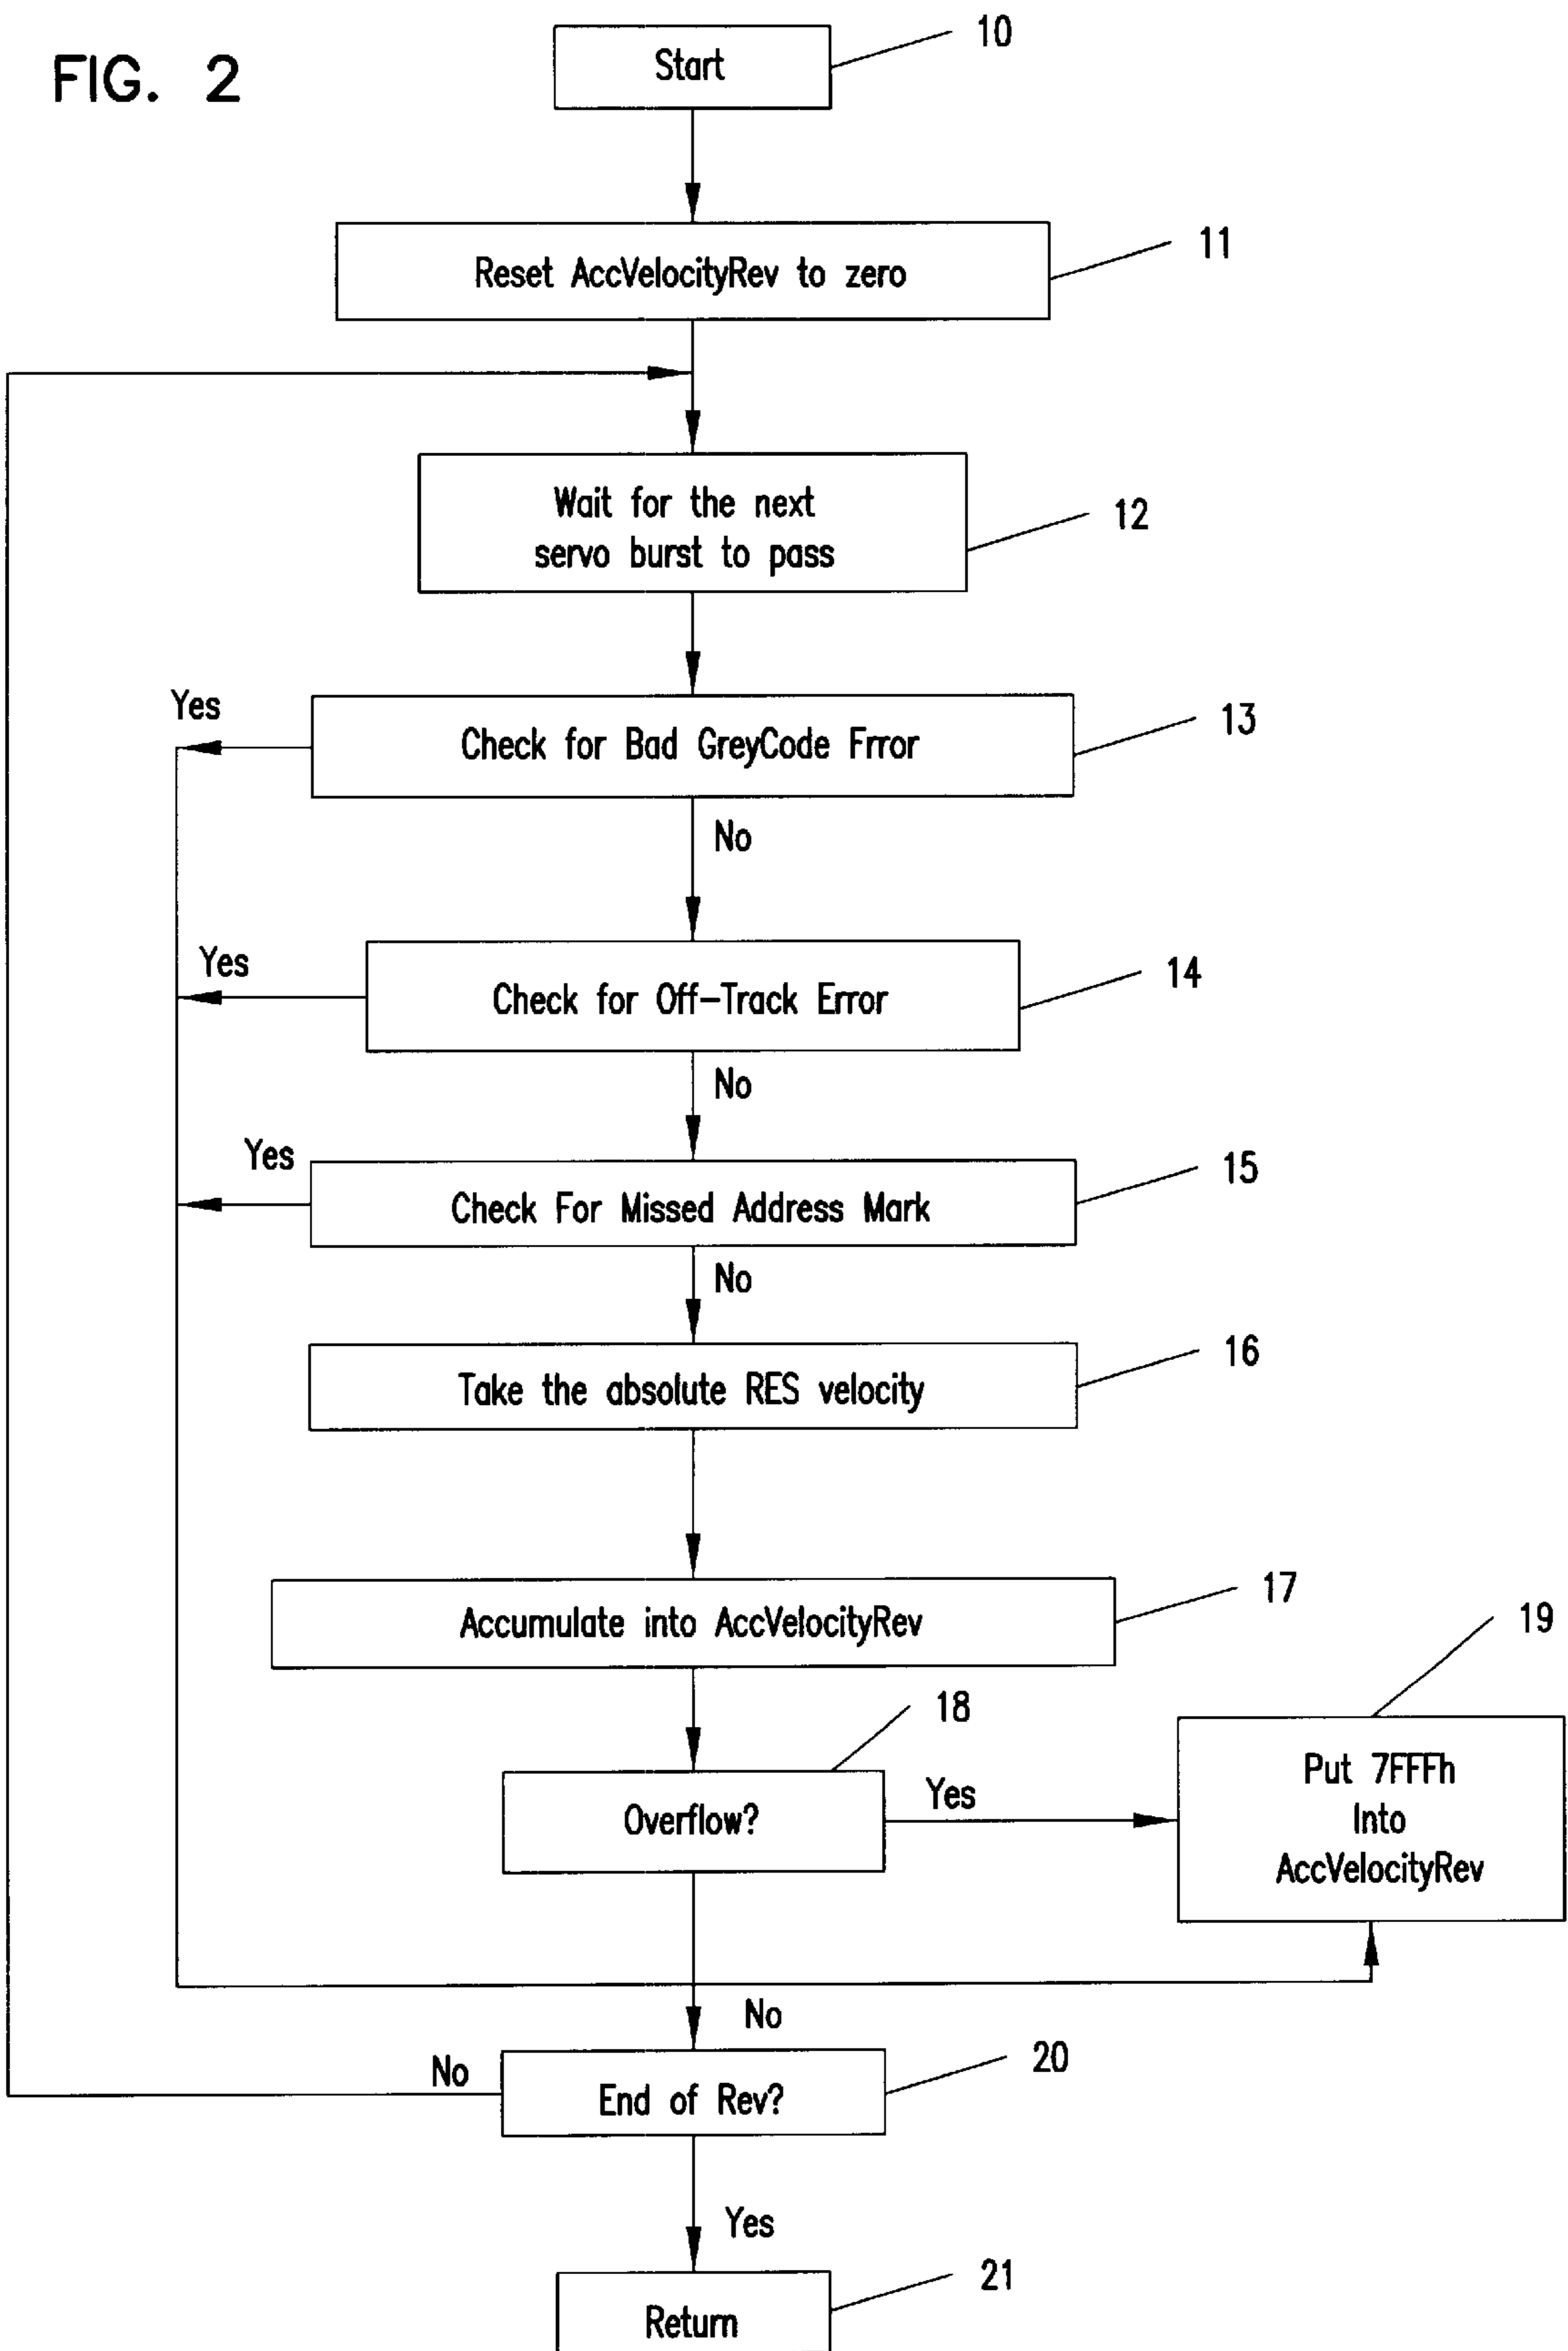 FIG. 2
Start
10
Reset AccVelocityRev to zero
11
Wait for the next
servo burst to pass
12
Yes
Check for Bad GreyCode Frror
13
No
Yes
Check for Off-Track Error
14
No
Yes
Check For Missed Address Mark
15
No
Take the absolute RES velocity
16
Accumulate into AccVelocityRev
17
18
19
Overflow?
Yes
Put 7FFFh
Into
AccVelocityRev
No
No
End of Rev?
20
Yes
Return
21